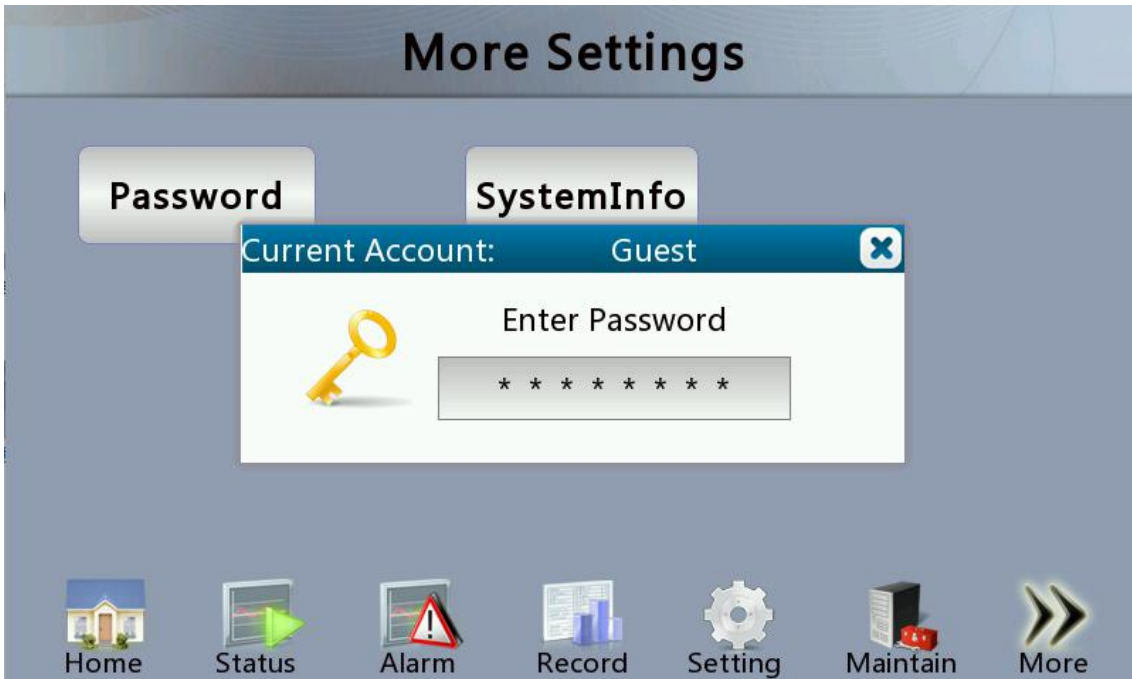 More Settings
Password SystemInfo
Current Account: Guest
Enter Password
* * * * * * * *
Home Status Alarm Record Setting Maintain More